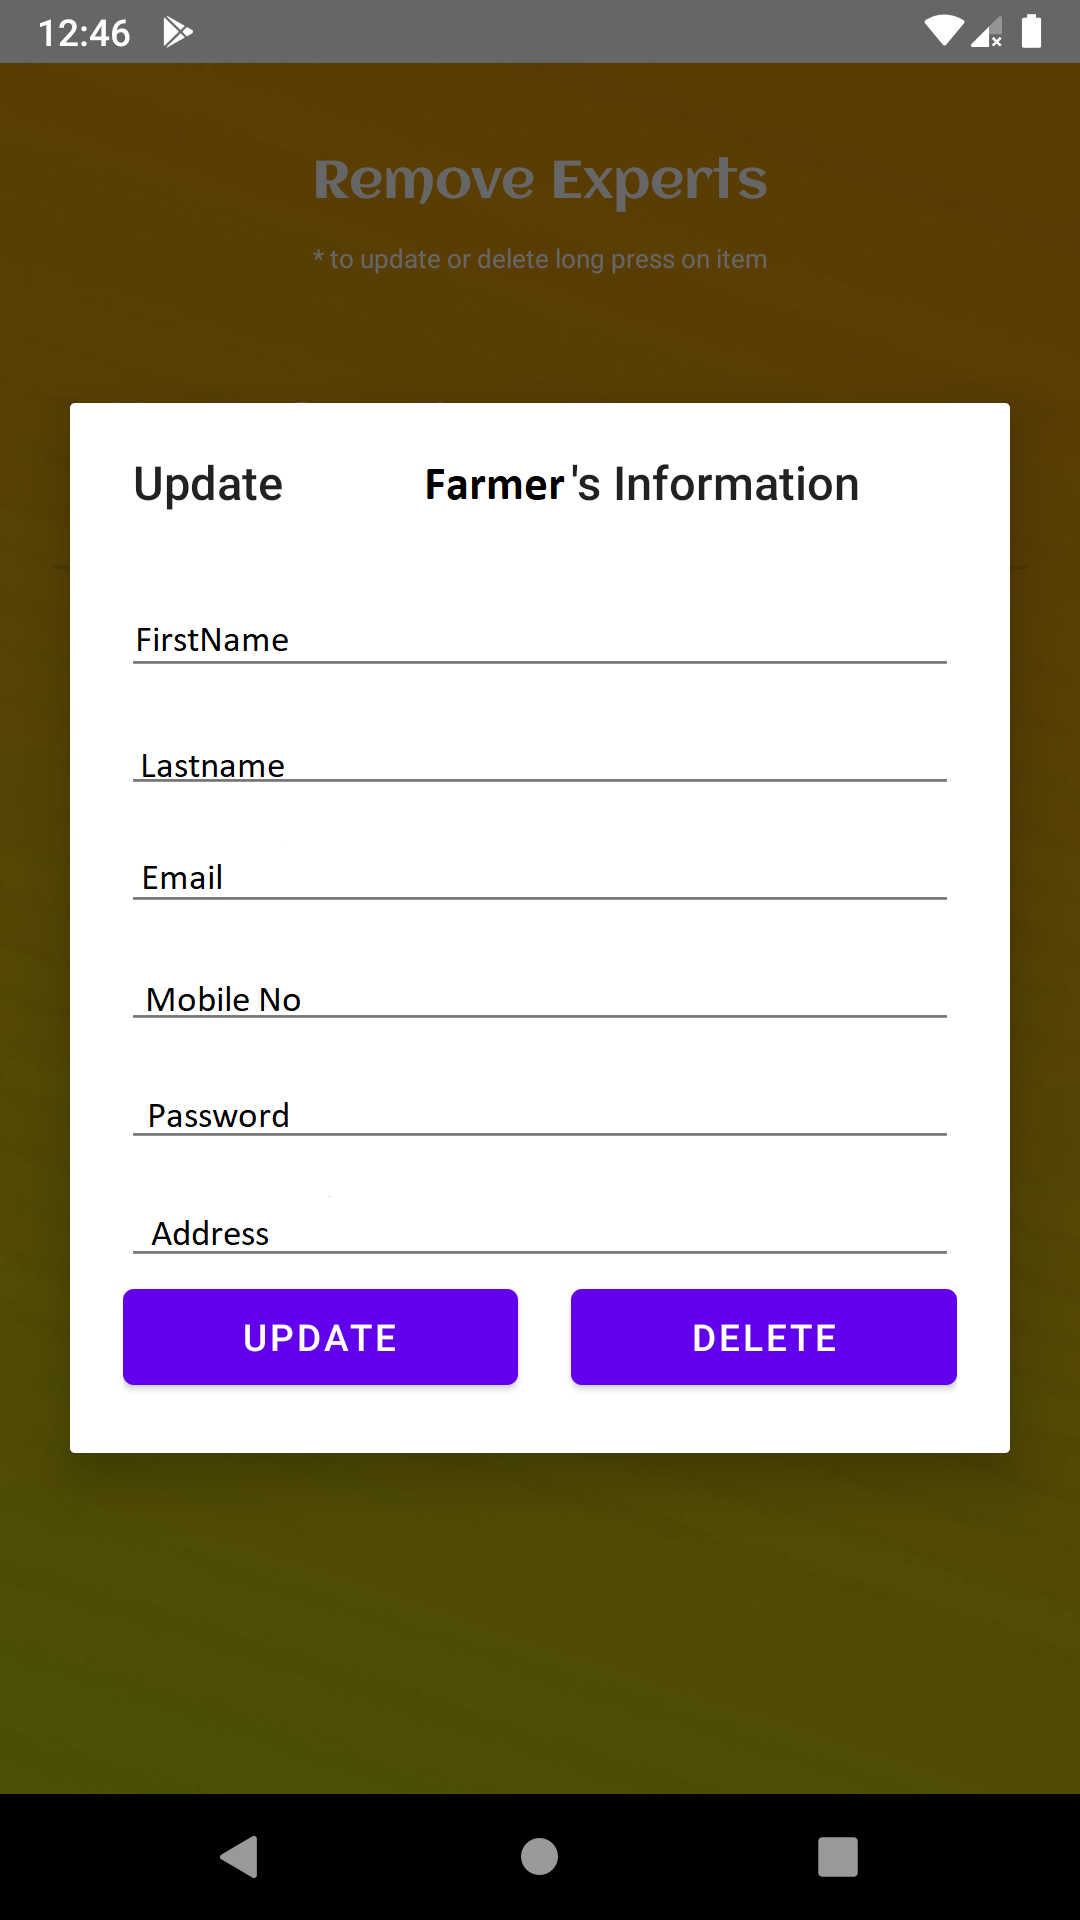 12:46
Remove Experts
* to update or delete long press on item
Update Farmer's Information
FirstName
Lastname
Email
Mobile No
Password
Address
UPDATE DELETE